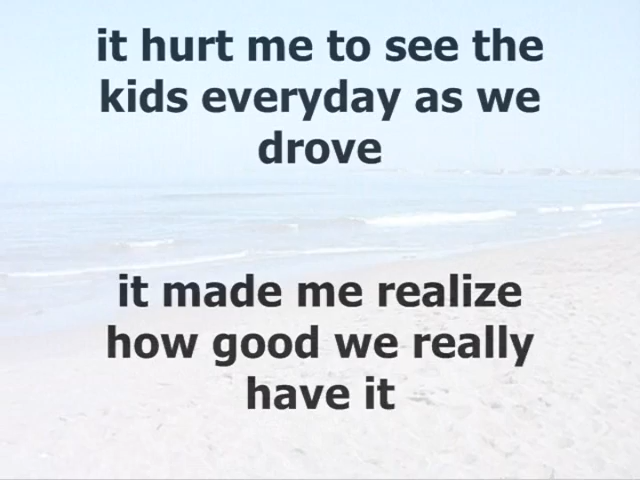 it hurt me to see the
kids everyday as we
drove
it made me realize
how good we really
have it